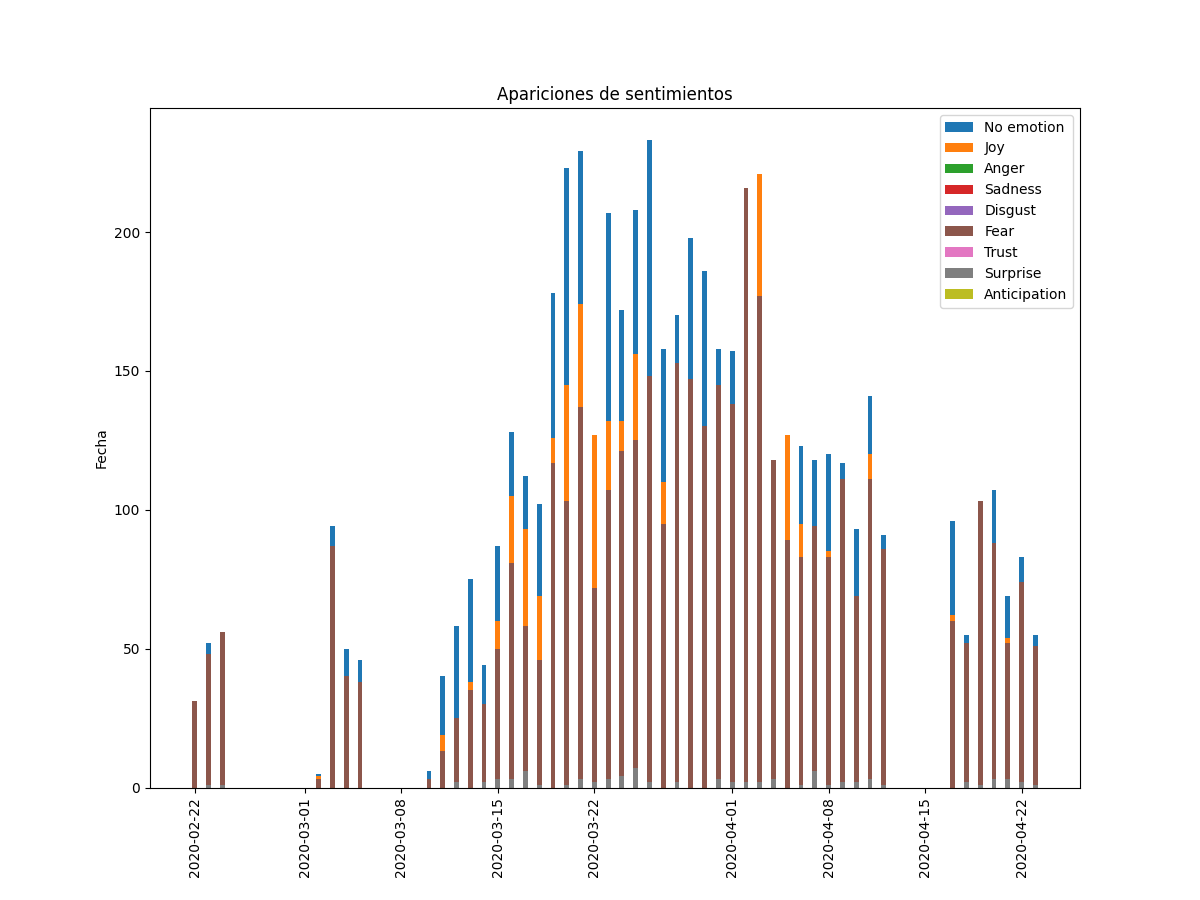 Apariciones de sentimientos
No emotion
Joy
Anger
Sadness
Disgust
Fear
Trust
Surprise
Anticipation
Fecha
200
150
100
50
0
2020-02-22
2020-03-01
2020-03-08
2020-03-15
2020-03-22
2020-04-01
2020-04-08
2020-04-15
2020-04-22